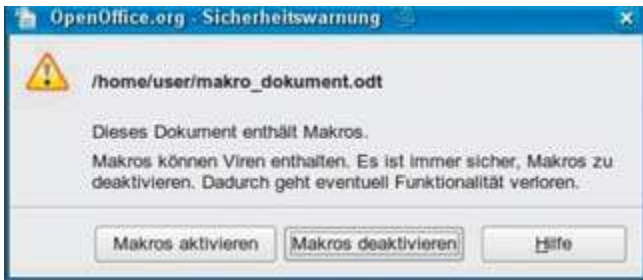 OpenOffice.org - Sicherheitswarnung
/home/user/makro_dokument.odt
Dieses Dokument enthält Makros.
Makros können Viren enthalten. Es ist immer sicher, Makros zu
deaktivieren. Dadurch geht eventuell Funktionalität verloren.
Makros aktivieren Makros deaktivieren Hilfe